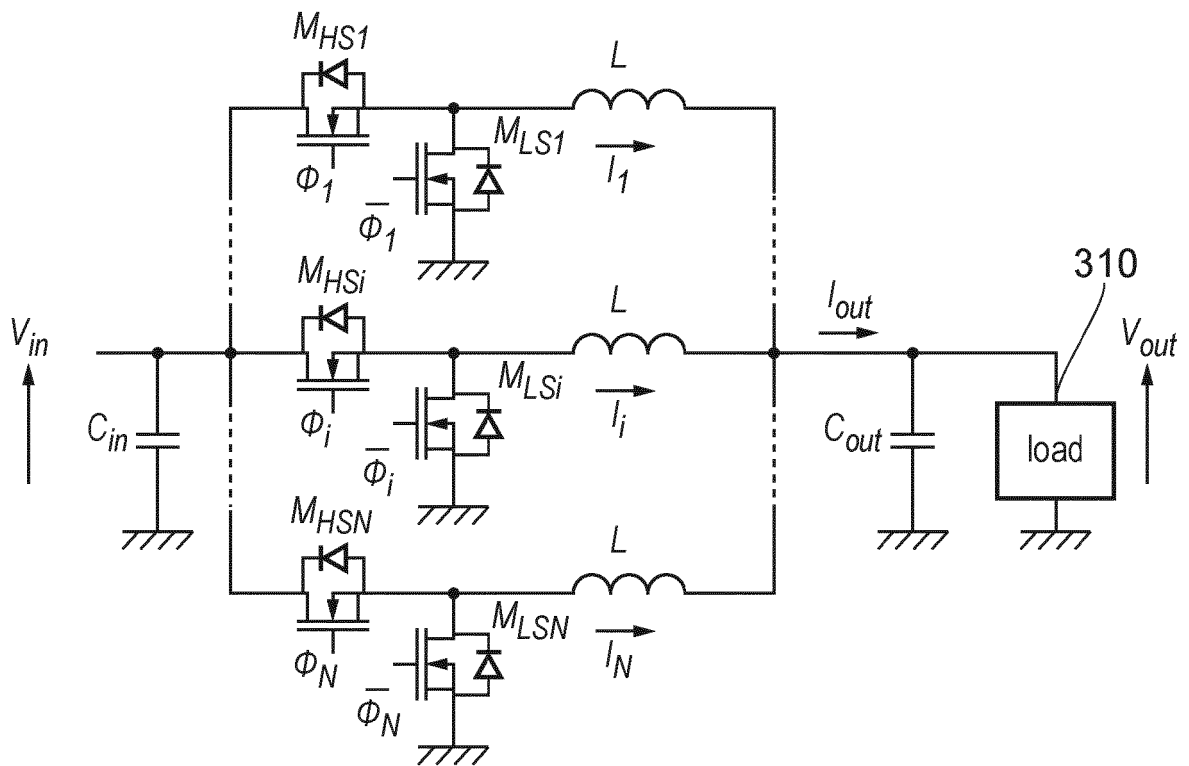 M_HS1
L
M_LS1
Φ_1
I_1
Φ̅_1
M_HSi
L
310
I_out
V_in
V_out
M_LSi
C_in
Φ_i
I_i
C_out
load
Φ̅_i
M_HSN
L
M_LSN
Φ_N
I_N
Φ̅_N